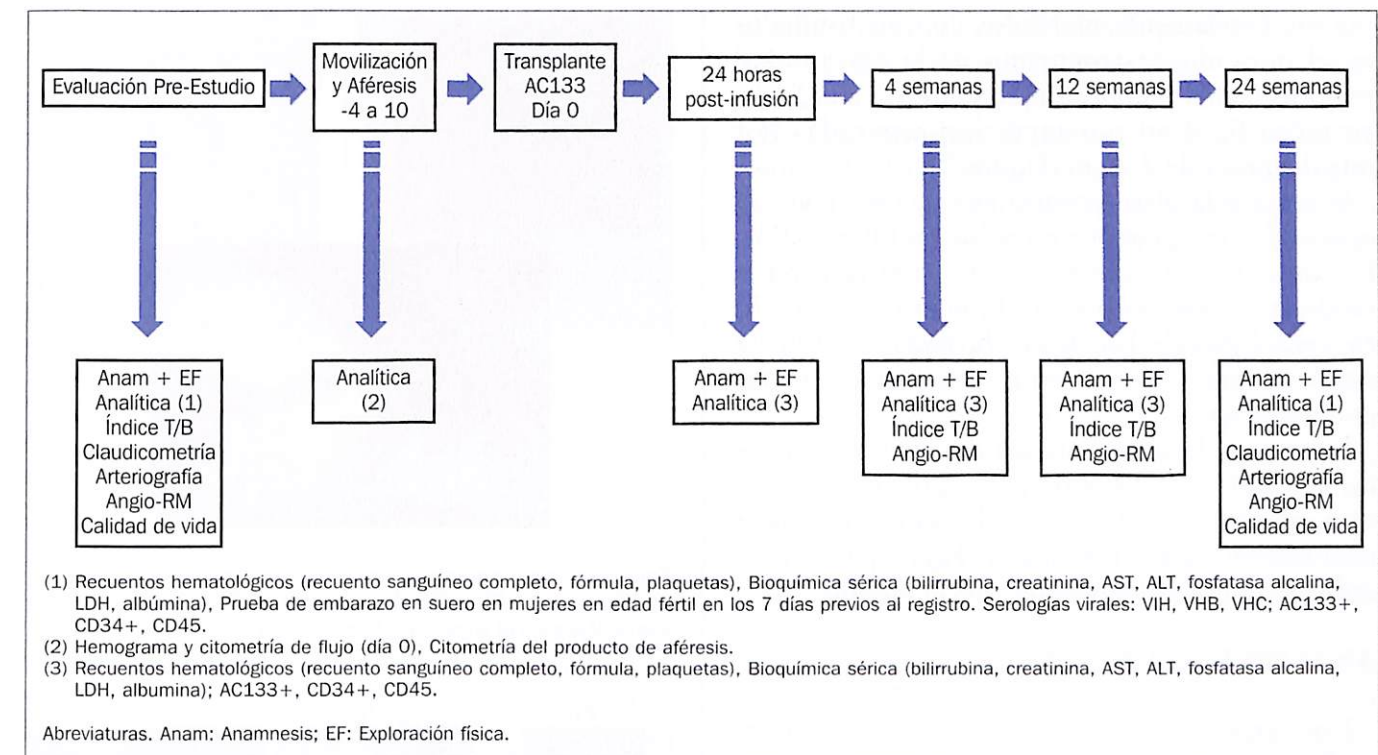 Evaluación Pre-Estudio
Movilización
y Aféresis
-4 a 10
Transplante
AC133
Día 0
24 horas
post-infusión
4 semanas
12 semanas
24 semanas
Anam + EF
Analítica (1)
Índice T/B
Claudicometría
Arteriografía
Angio-RM
Calidad de vida
Analítica
(2)
Anam + EF
Analítica (3)
Anam + EF
Analítica (3)
Índice T/B
Angio-RM
Anam + EF
Analítica (3)
Índice T/B
Angio-RM
Anam + EF
Analítica (1)
Índice T/B
Claudicometría
Arteriografía
Angio-RM
Calidad de vida
(1) Recuentos hematológicos (recuento sanguíneo completo, fórmula, plaquetas), Bioquímica sérica (bilirrubina, creatinina, AST, ALT, fosfatasa alcalina,
LDH, albúmina), Prueba de embarazo en suero en mujeres en edad fértil en los 7 días previos al registro. Serologías virales: VIH, VHB, VHC; AC133+,
CD34+, CD45.
(2) Hemograma y citometría de flujo (día 0), Citometría del producto de aféresis.
(3) Recuentos hematológicos (recuento sanguíneo completo, fórmula, plaquetas), Bioquímica sérica (bilirrubina, creatinina, AST, ALT, fosfatasa alcalina,
LDH, albumina); AC133+, CD34+, CD45.
Abreviaturas. Anam: Anamnesis; EF: Exploración física.